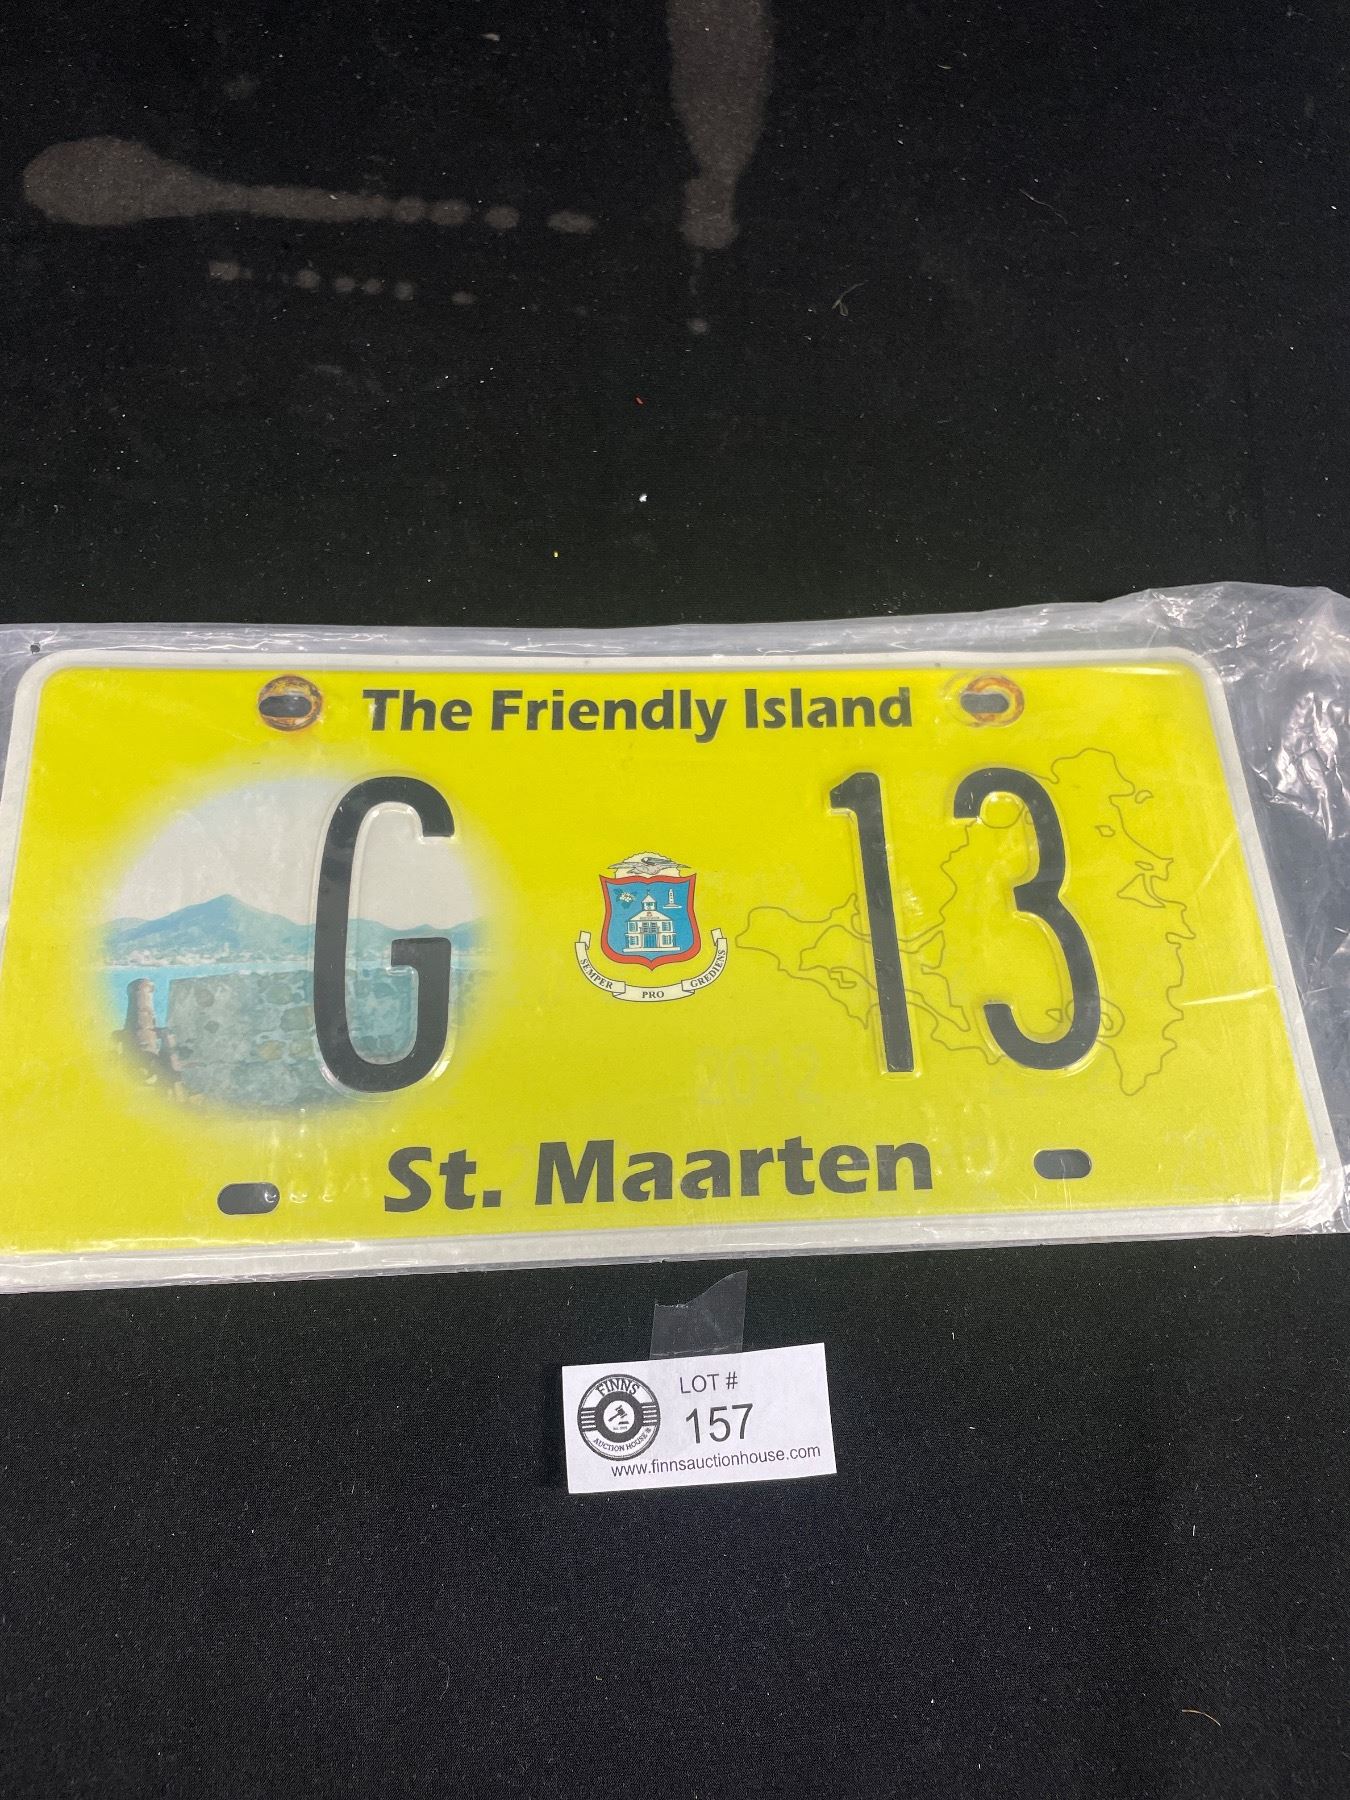 The Friendly Island
G 13
SEMPER PRO GREDIENS
2012
St. Maarten
FINNS
AUCTION HOUSE
LOT #
157
www.finnsauctionhouse.com